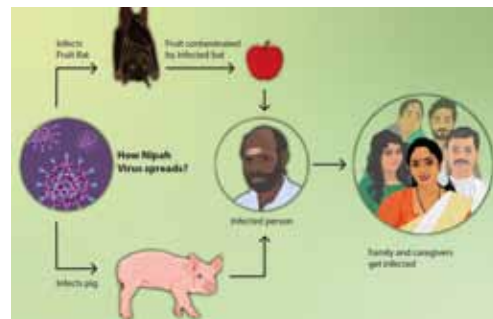 Infects
Fruit Bat
Fruit contaminated
by infected bat
How Nipah
Virus spreads?
Infected person
Infects pig
Family and caregivers
get infected